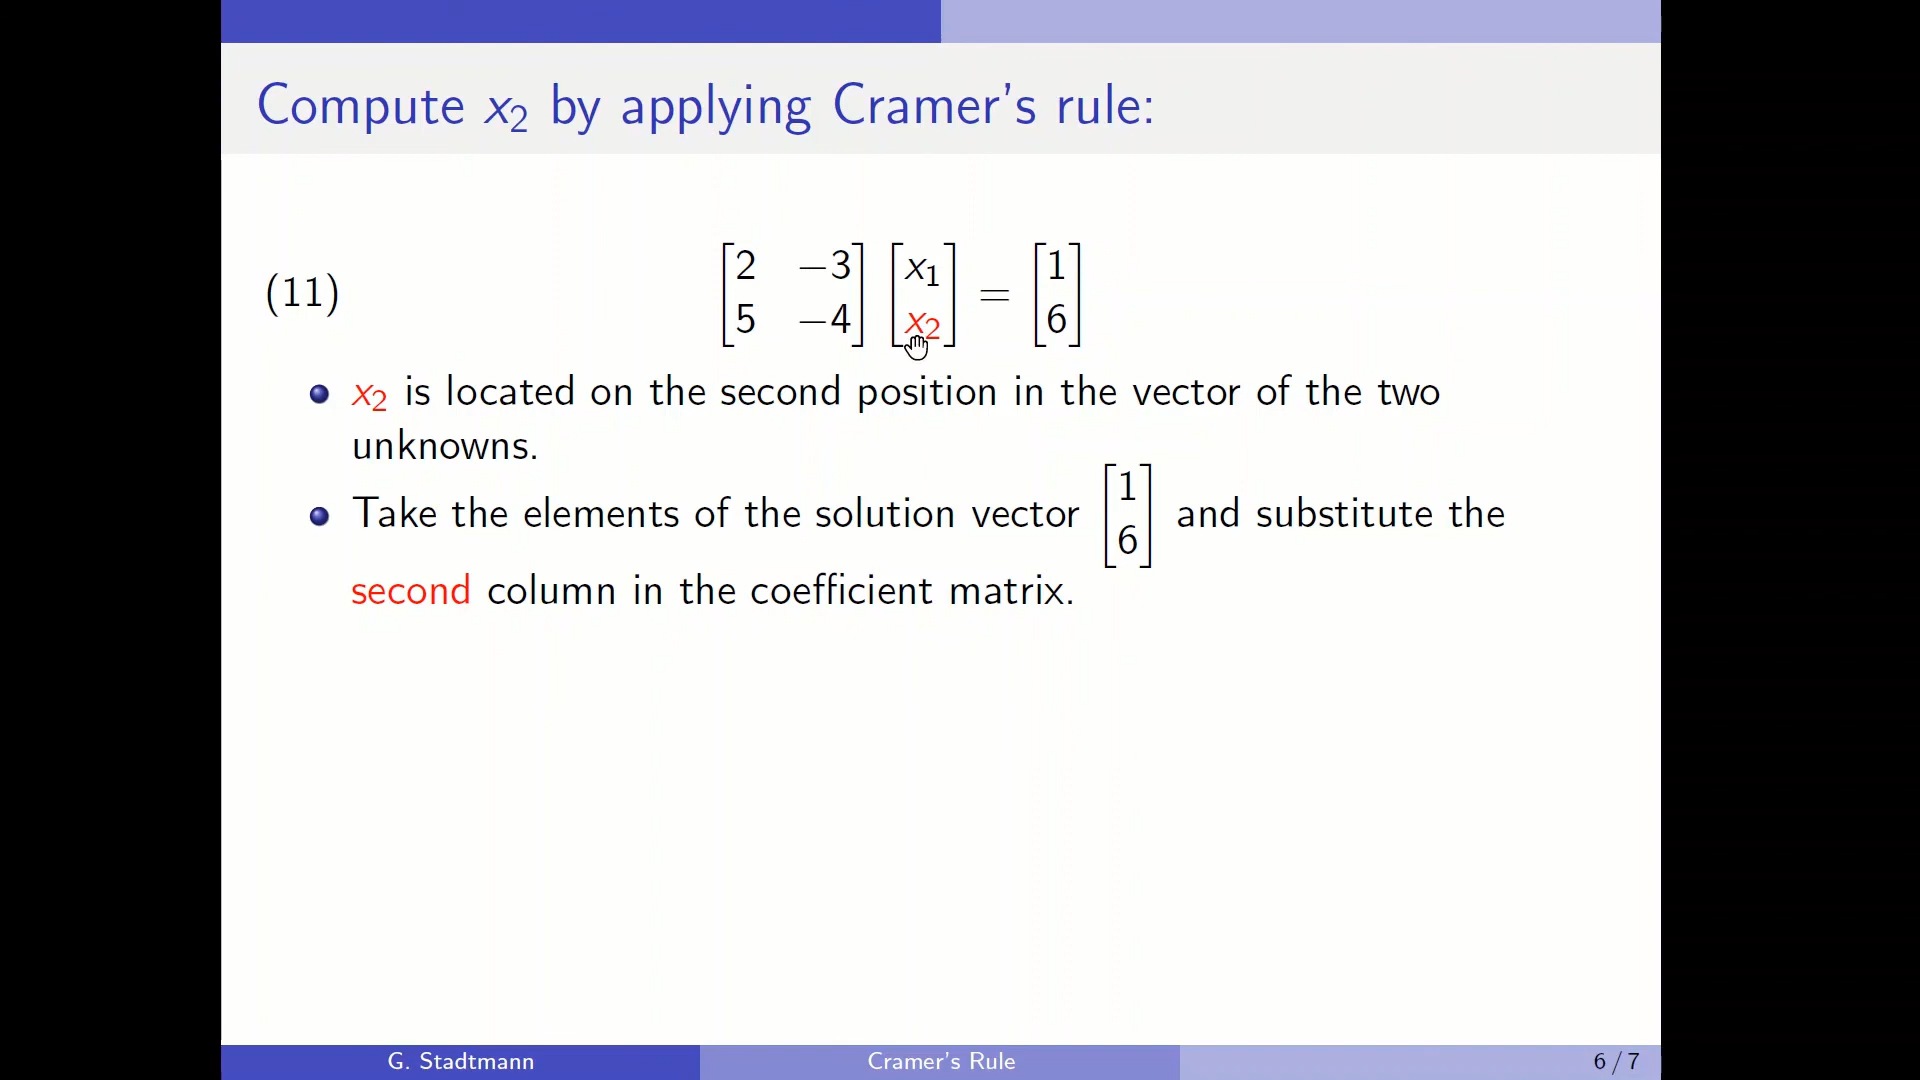 Compute x₂ by applying Cramer's rule:
(11) [2 −3; 5 −4] [x₁; x₂] = [1; 6]
x₂ is located on the second position in the vector of the two
unknowns.
Take the elements of the solution vector [1; 6] and substitute the
second column in the coefficient matrix.
G. Stadtmann Cramer's Rule 6 / 7